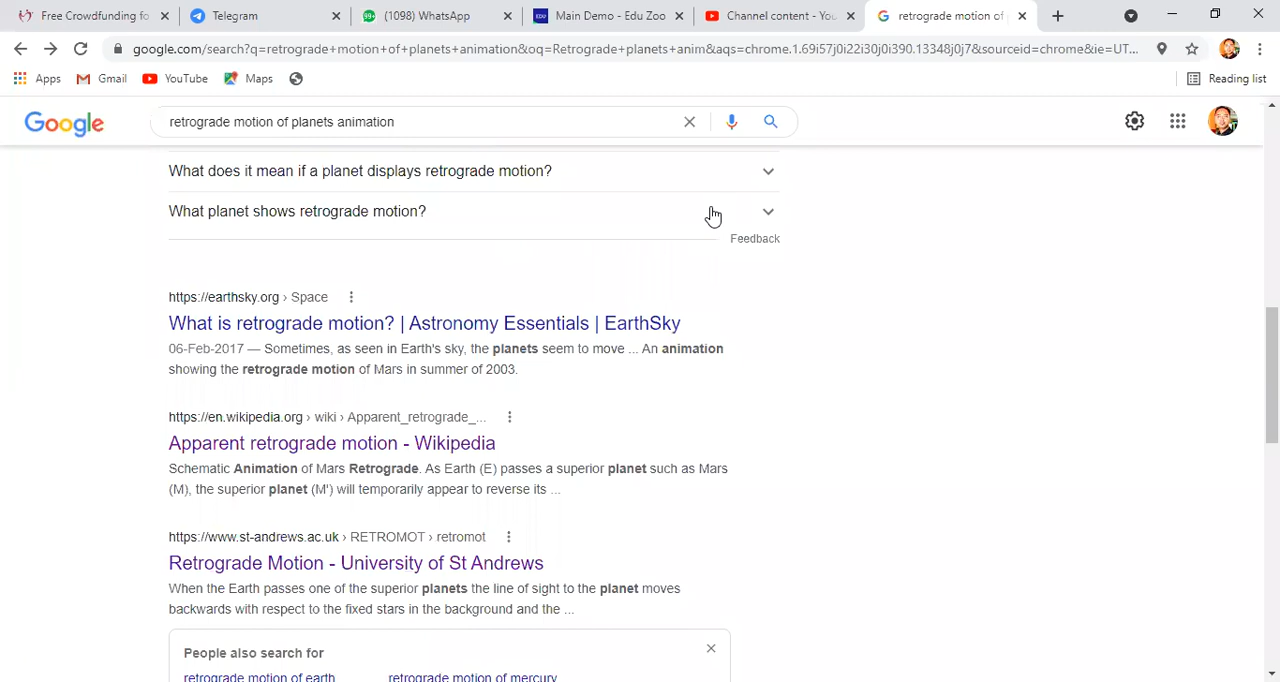 Free Crowdfunding fo
Telegram
(1098) WhatsApp
Main Demo - Edu Zoo
Channel content - You
retrograde motion of
google.com/search?q=retrograde+motion+of+planets+animation&oq=Retrograde+planets+anim&aqs=chrome.1.69i57j0i22i30j0i390.13348j0j7&sourceid=chrome&ie=UT...
Apps
Gmail
YouTube
Maps
Reading list
Google
retrograde motion of planets animation
What does it mean if a planet displays retrograde motion?
What planet shows retrograde motion?
Feedback
https://earthsky.org › Space
What is retrograde motion? | Astronomy Essentials | EarthSky
06-Feb-2017 — Sometimes, as seen in Earth's sky, the planets seem to move ... An animation
showing the retrograde motion of Mars in summer of 2003.
https://en.wikipedia.org › wiki › Apparent_retrograde_...
Apparent retrograde motion - Wikipedia
Schematic Animation of Mars Retrograde. As Earth (E) passes a superior planet such as Mars
(M), the superior planet (M') will temporarily appear to reverse its ...
https://www.st-andrews.ac.uk › RETROMOT › retromot
Retrograde Motion - University of St Andrews
When the Earth passes one of the superior planets the line of sight to the planet moves
backwards with respect to the fixed stars in the background and the ...
People also search for
retrograde motion of earth
retrograde motion of mercury